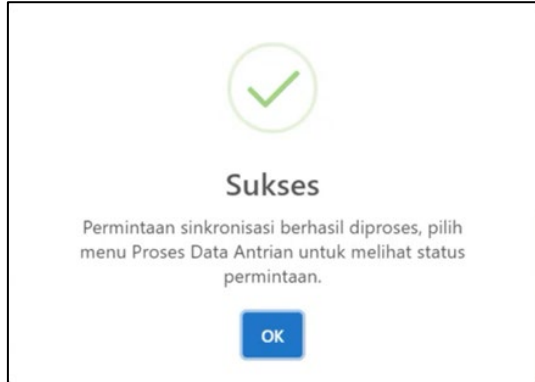 Sukses
Permintaan sinkronisasi berhasil diproses, pilih
menu Proses Data Antrian untuk melihat status
permintaan.
OK